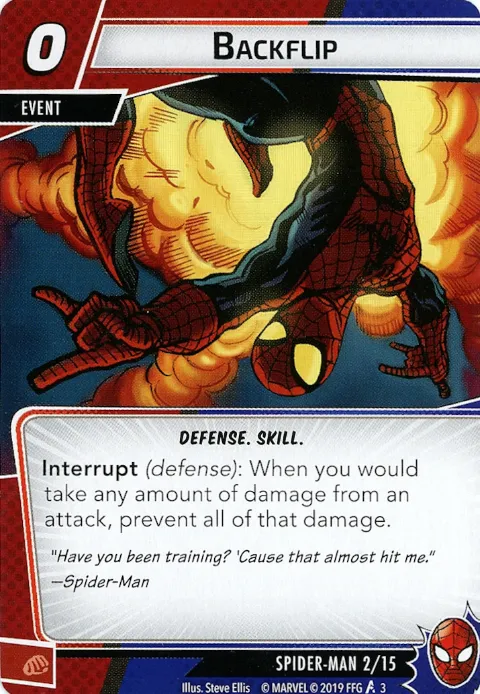 0
BACKFLIP
EVENT
DEFENSE. SKILL.
Interrupt (defense): When you would
take any amount of damage from an
attack, prevent all of that damage.
"Have you been training? 'Cause that almost hit me."
—Spider-Man
SPIDER-MAN 2/15
Illus. Steve Ellis © MARVEL © 2019 FFG 3